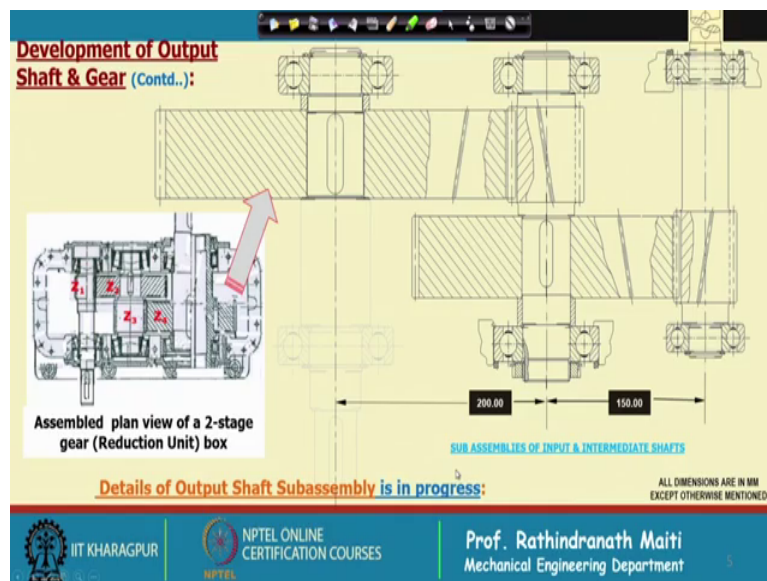 Development of Output
Shaft & Gear (Contd..):
Z1
Z2
Z3
Z4
Assembled plan view of a 2-stage
gear (Reduction Unit) box
200.00
150.00
SUB ASSEMBLIES OF INPUT & INTERMEDIATE SHAFTS
Details of Output Shaft Subassembly is in progress:
ALL DIMENSIONS ARE IN MM
EXCEPT OTHERWISE MENTIONED
IIT KHARAGPUR
NPTEL
NPTEL ONLINE
CERTIFICATION COURSES
Prof. Rathindranath Maiti
Mechanical Engineering Department
5